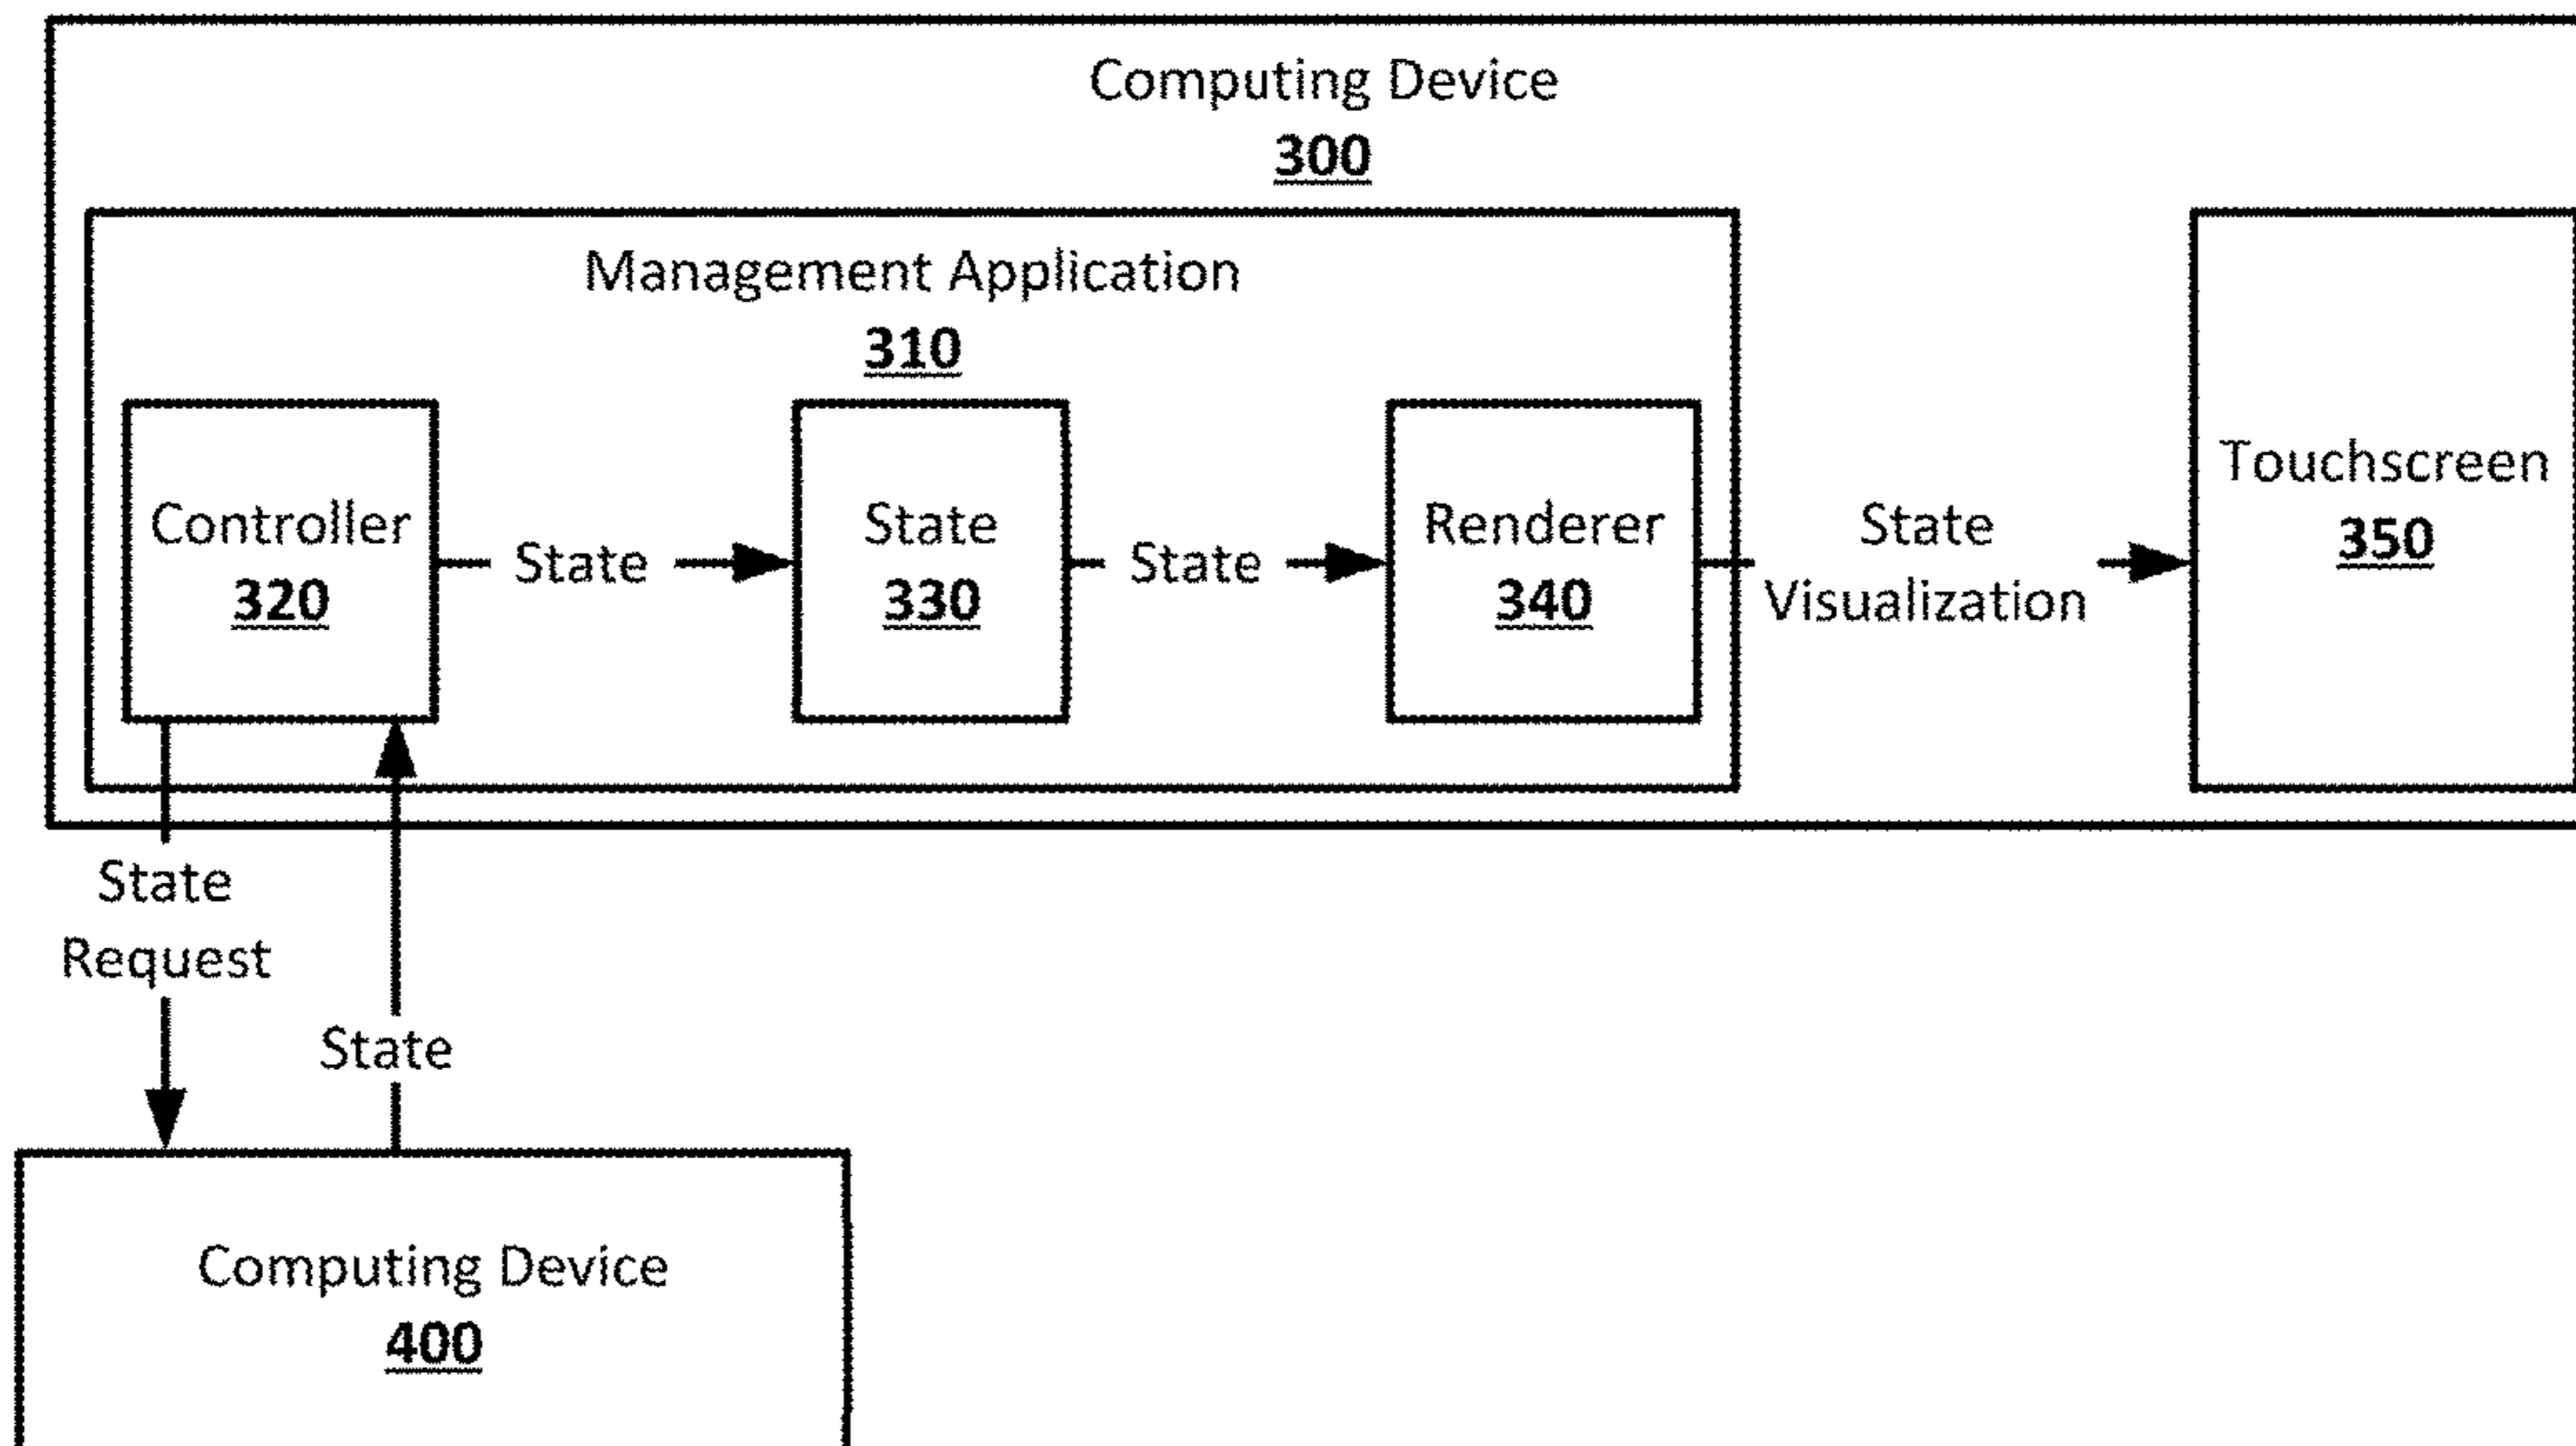 Computing Device
300
Management Application
310
Controller
320
State
State
330
State
Renderer
340
State
Visualization
Touchscreen
350
State
Request
State
Computing Device
400